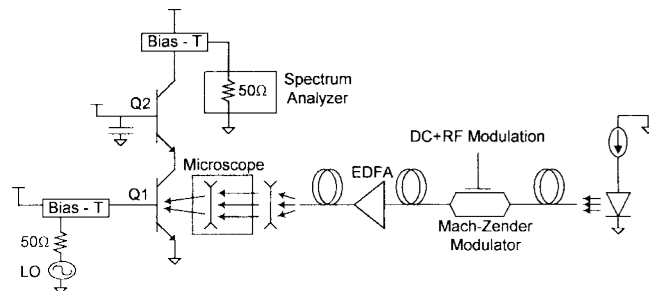 Bias - T
50Ω
Spectrum
Analyzer
Q2
DC+RF Modulation
Microscope
EDFA
Q1
Bias - T
Mach-Zender
Modulator
50Ω
LO